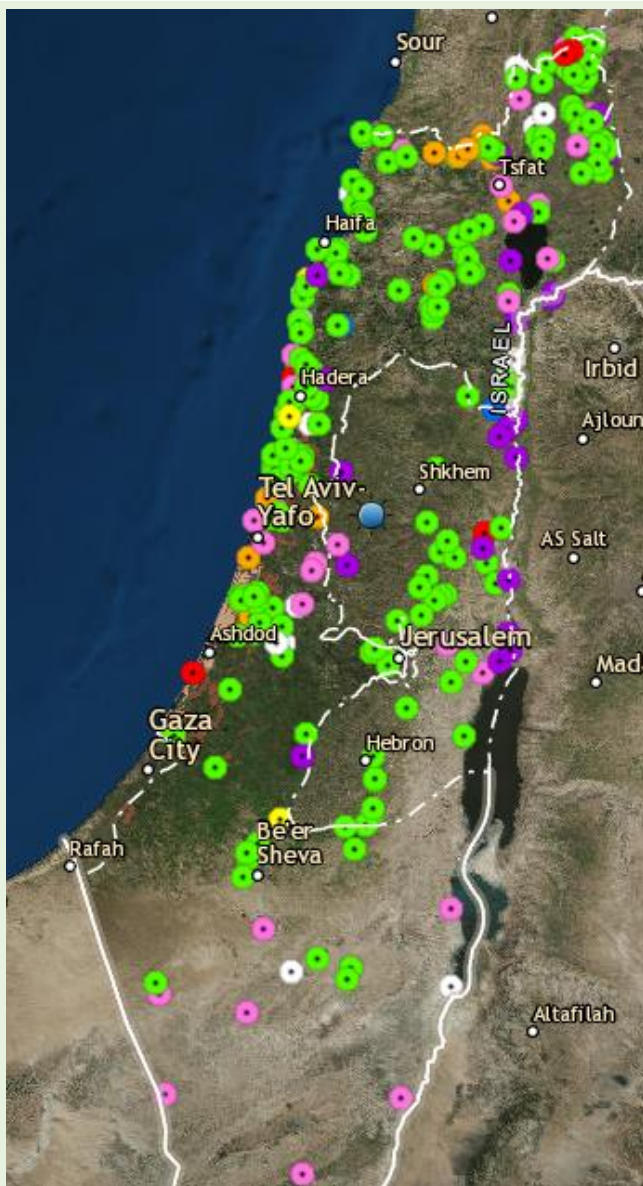 Sour
Tsfat
Haifa
ISRAEL
Irbid
Hadera
Ajloun
Shkhem
Tel Aviv-
Yafo
AS Salt
Ashdod
Jerusalem
Mad
Gaza
City
Hebron
Be'er
Sheva
Rafah
Altafilah